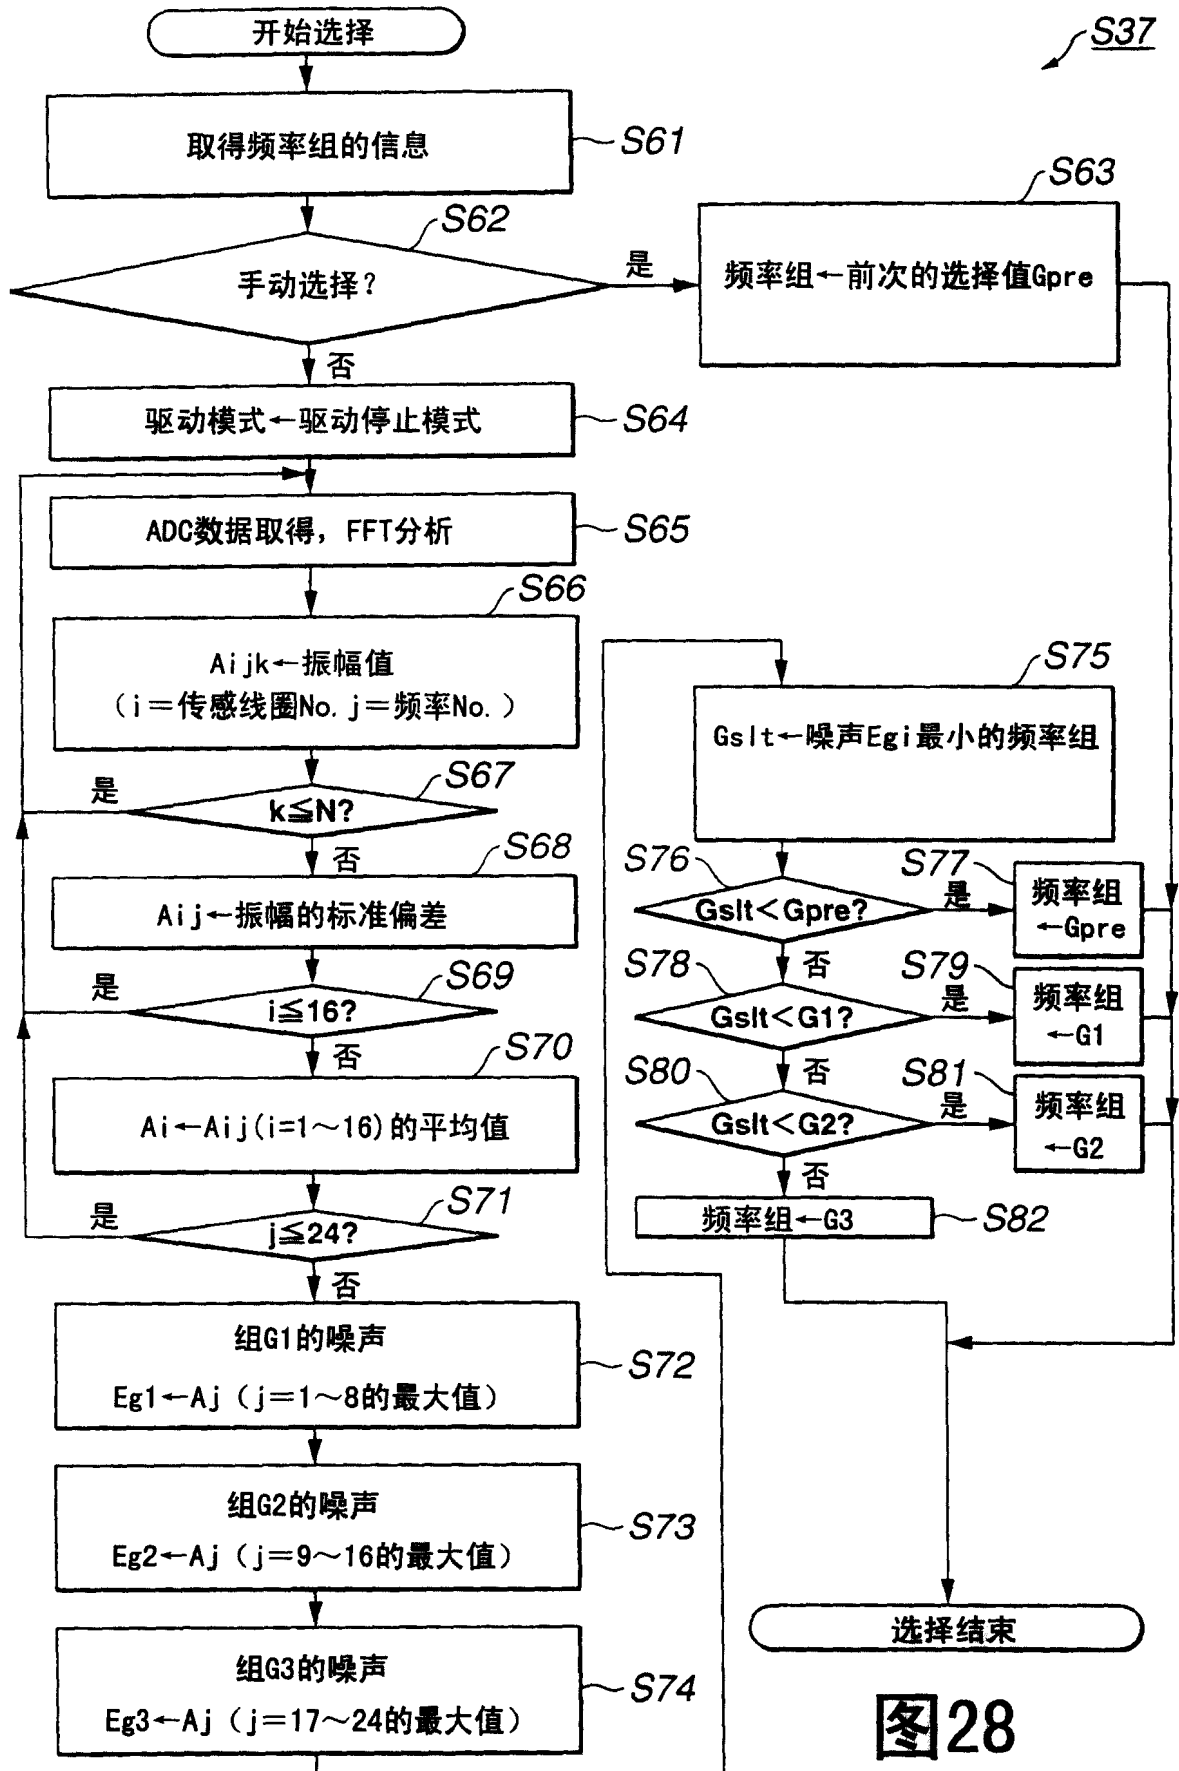 开始选择
S37
取得频率组的信息
S61
S62
手动选择?
是
否
S63
频率组←前次的选择值Gpre
驱动模式←驱动停止模式
S64
ADC数据取得，FFT分析
S65
S66
Aijk←振幅值
（i＝传感线圈No. j＝频率No.）
S67
k≦N?
是
否
S68
Aij←振幅的标准偏差
S69
i≦16?
是
否
S70
Ai←Aij(i=1～16)的平均值
S71
j≦24?
是
否
组G1的噪声
Eg1←Aj（j＝1～8的最大值）
S72
组G2的噪声
Eg2←Aj（j＝9～16的最大值）
S73
组G3的噪声
Eg3←Aj（j＝17～24的最大值）
S74
S75
Gslt←噪声Egi最小的频率组
S76
Gslt＜Gpre?
是
否
S77
频率组
←Gpre
S78
Gslt＜G1?
是
否
S79
频率组
←G1
S80
Gslt＜G2?
是
否
S81
频率组
←G2
频率组←G3
S82
选择结束
图28